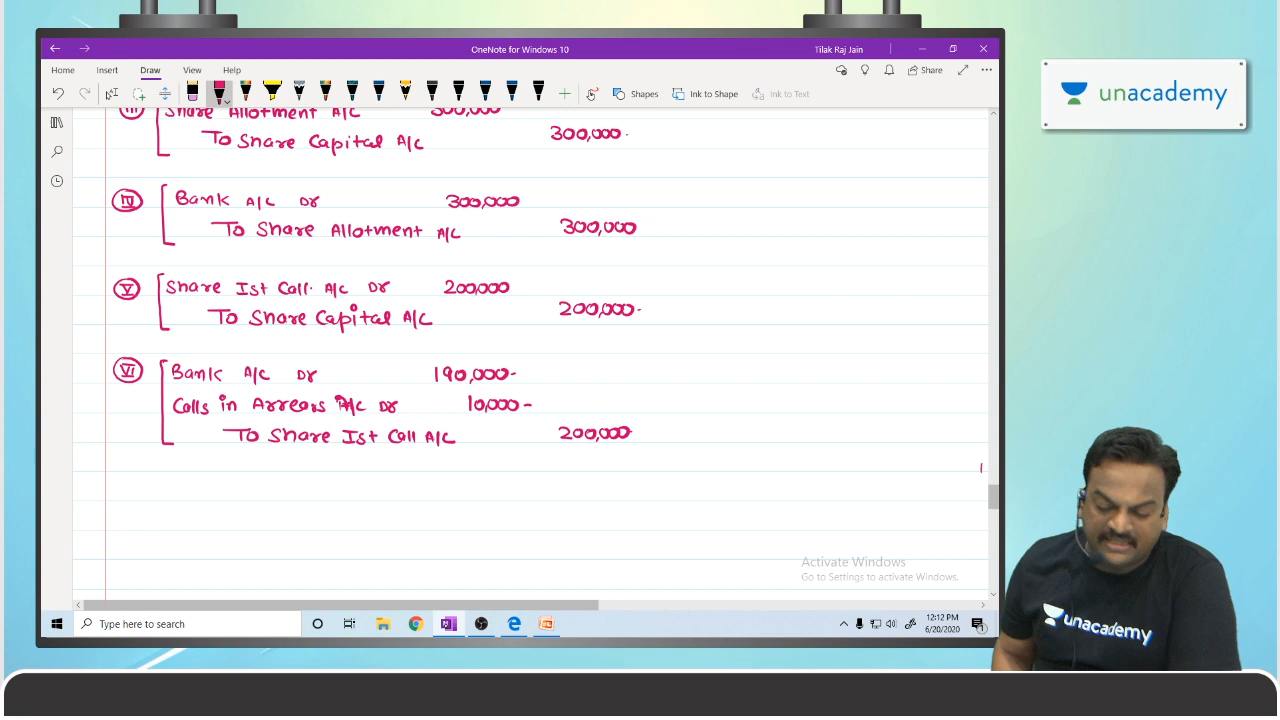 OneNote for Windows 10
Tilak Raj Jain
Home Insert Draw View Help
Share
Shapes
Ink to Shape
Ink to Text
unacademy
III Share Allotment A/C 300,000
To Share Capital A/C 300,000
IV Bank A/C Dr 300,000
To Share Allotment A/C 300,000
V Share Ist Call A/C Dr 200,000
To Share Capital A/C 200,000
VI Bank A/C Dr 190,000
Calls in Arrears A/C Dr 10,000
To Share Ist Call A/C 200,000
Activate Windows
Go to Settings to activate Windows.
unacademy
Type here to search
12:12 PM
6/20/2020